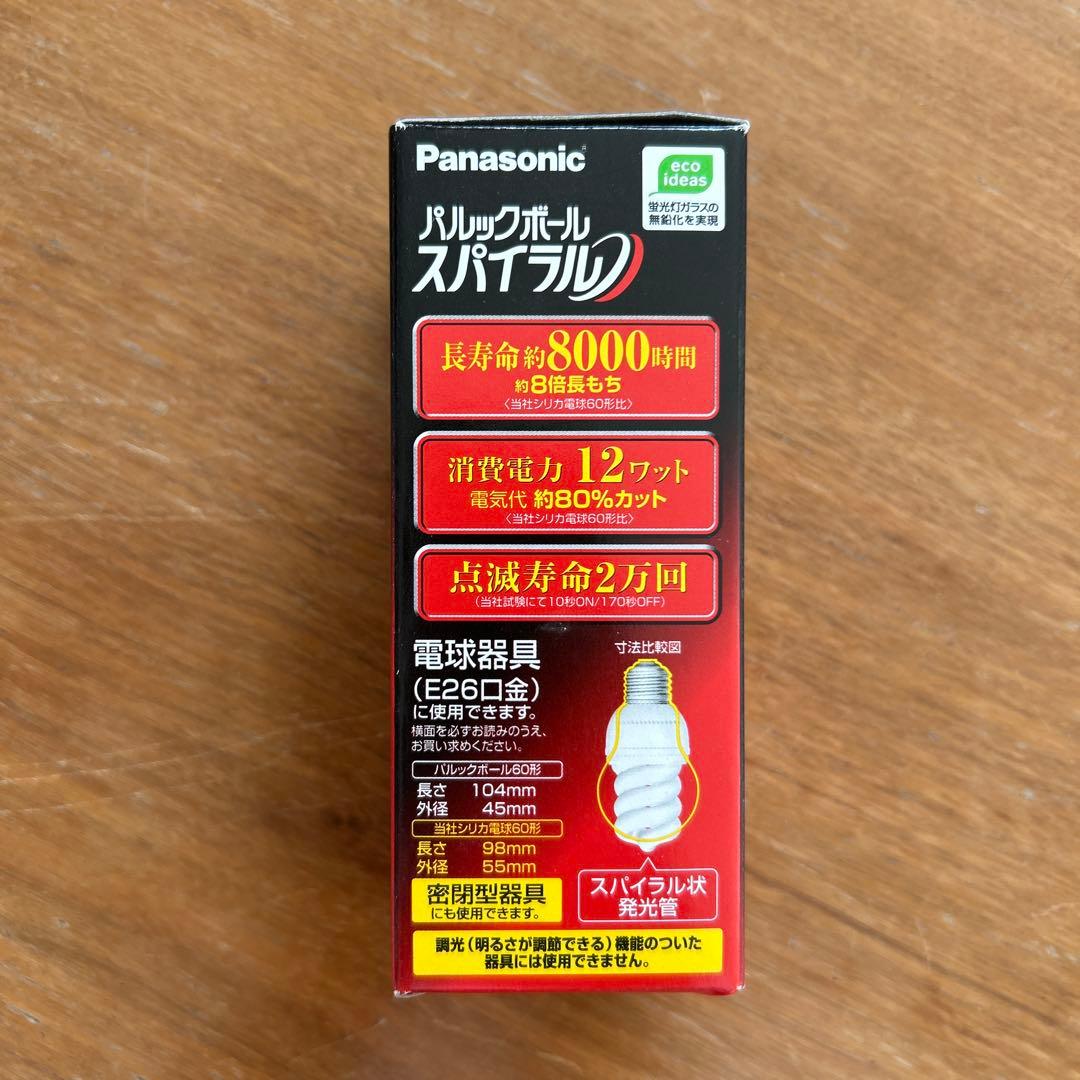 Panasonic
eco
ideas
蛍光灯ガラスの
無鉛化を実現
パルックボール
スパイラル
長寿命約8000時間
約8倍長もち
〈当社シリカ電球60形比〉
消費電力 12ワット
電気代 約80%カット
〈当社シリカ電球60形比〉
点滅寿命2万回
(当社試験にて10秒ON/170秒OFF)
電球器具
(E26口金)
に使用できます。
横面を必ずお読みのうえ、
お買い求めください。
寸法比較図
パルックボール60形
長さ 104mm
外径 45mm
当社シリカ電球60形
長さ 98mm
外径 55mm
密閉型器具
にも使用できます。
スパイラル状
発光管
調光(明るさが調節できる)機能のついた
器具には使用できません。